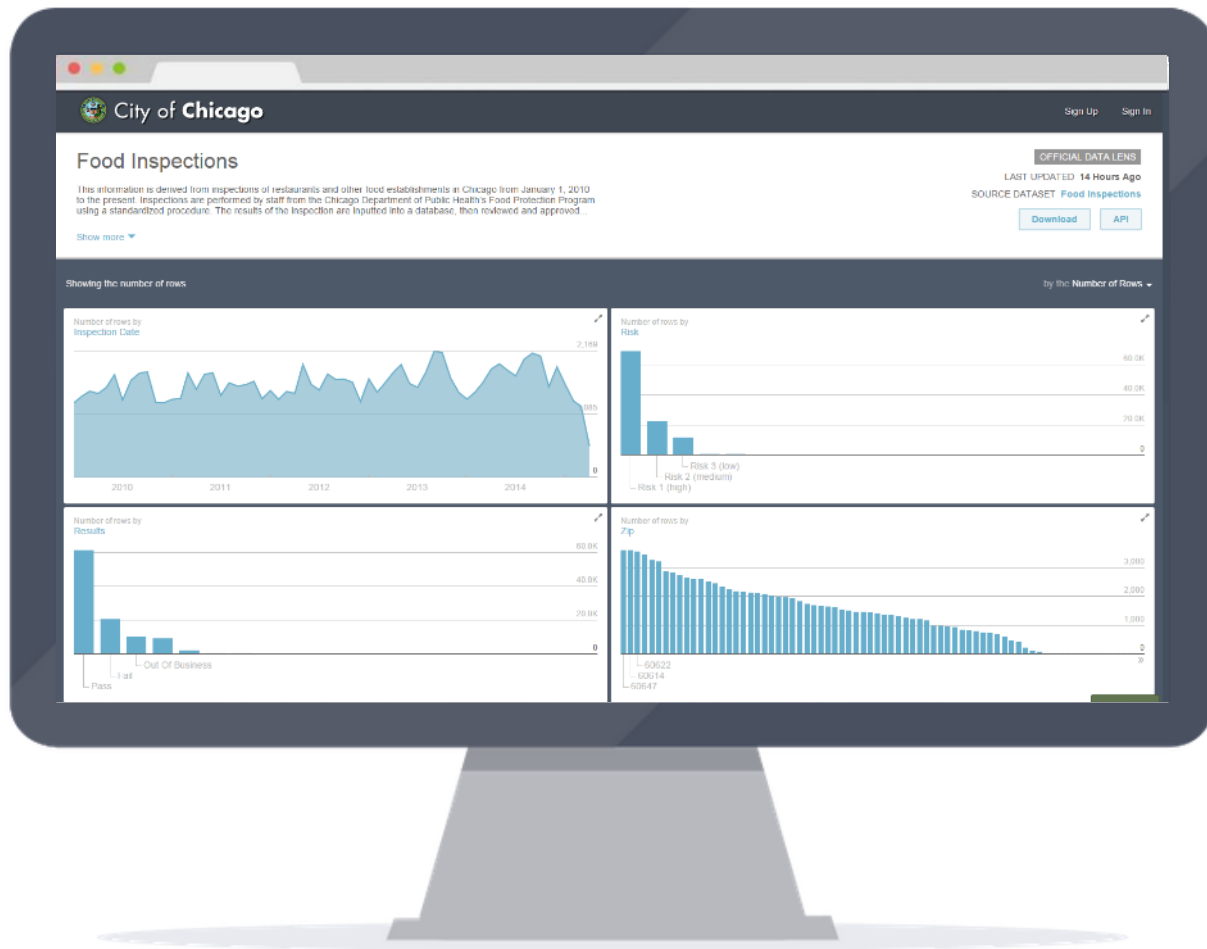 City of Chicago
Sign Up Sign In
Food Inspections
This information is derived from inspections of restaurants and other food establishments in Chicago from January 1, 2010
to the present. Inspections are performed by staff from the Chicago Department of Public Health's Food Protection Program
using a standardized procedure. The results of the inspection are inputted into a database, then reviewed and approved...
Show more
OFFICIAL DATA LENS
LAST UPDATED 14 Hours Ago
SOURCE DATASET Food Inspections
Download API
Showing the number of rows
by the Number of Rows
Number of rows by
Inspection Date
2,169
0
2010 2011 2012 2013 2014
Number of rows by
Risk
60.0K
40.0K
20.0K
0
Risk 3 (low)
Risk 2 (medium)
Risk 1 (high)
Number of rows by
Results
60.0K
40.0K
20.0K
0
Out Of Business
Fail
Pass
Number of rows by
Zip
3,000
2,000
1,000
0
»
60622
60614
60647